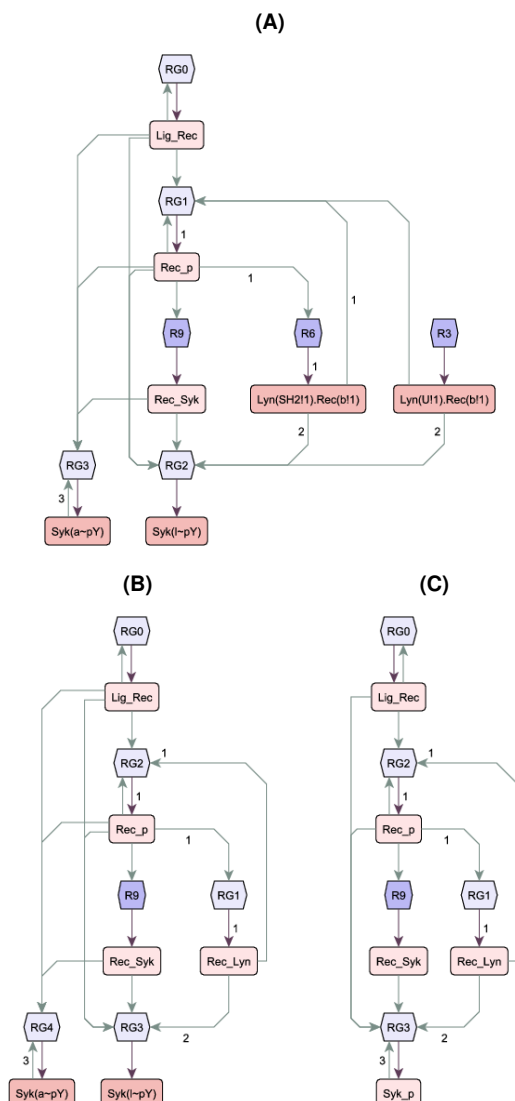 (A)
RG0
Lig_Rec
RG1
1
Rec_p
1
1
R9
R6
R3
1
Rec_Syk
Lyn(SH2!1).Rec(b!1)
Lyn(U!1).Rec(b!1)
2
2
RG3
RG2
3
Syk(a~pY)
Syk(l~pY)
(B)
(C)
RG0
Lig_Rec
RG2
1
1
Rec_p
1
R9
RG1
1
Rec_Syk
Rec_Lyn
RG4
RG3
2
3
Syk(a~pY)
Syk(l~pY)
RG0
Lig_Rec
RG2
1
1
Rec_p
1
R9
RG1
1
Rec_Syk
Rec_Lyn
RG3
2
3
Syk_p